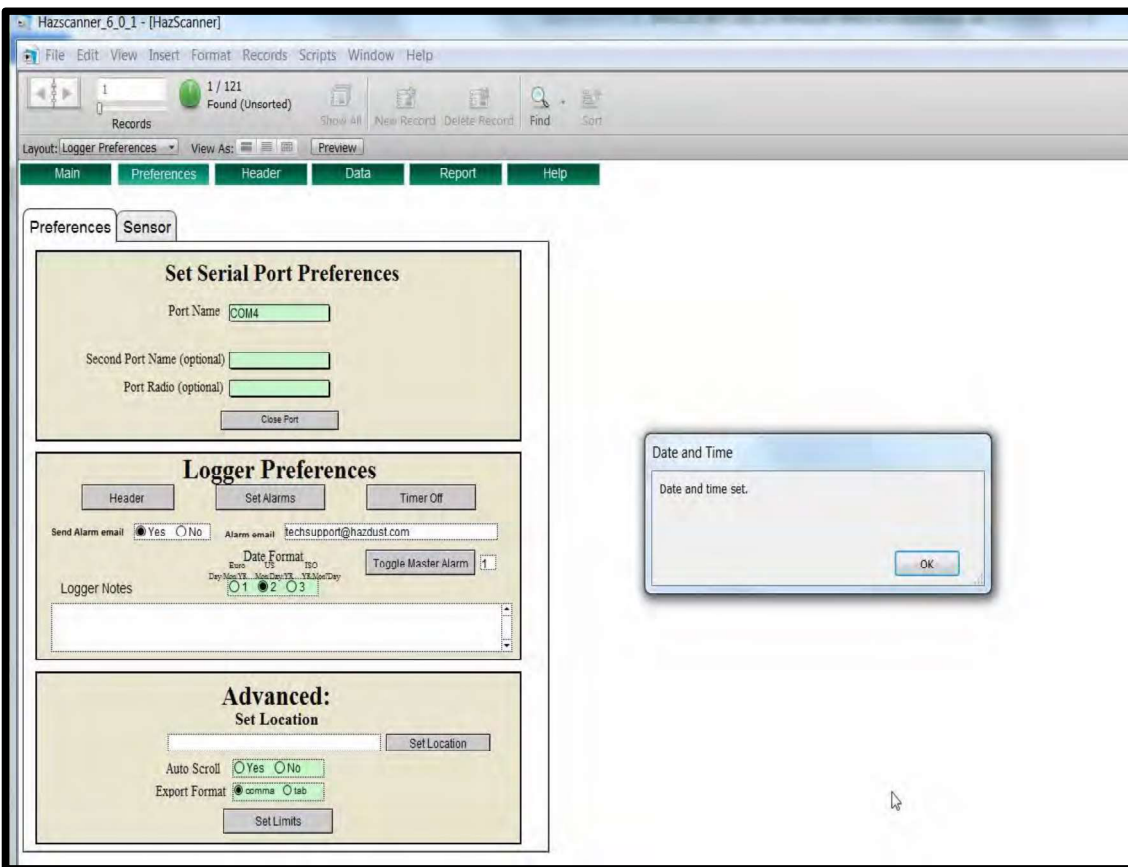 Hazscanner_6_0_1 - [HazScanner]
File Edit View Insert Format Records Scripts Window Help
1
1 / 121
Found (Unsorted)
Records
Show All New Record Delete Record Find Sort
Layout: Logger Preferences View As: Preview
Main Preferences Header Data Report Help
Preferences Sensor
Set Serial Port Preferences
Port Name COM4
Second Port Name (optional)
Port Radio (optional)
Close Port
Logger Preferences
Header Set Alarms Timer Off
Send Alarm email Yes No Alarm email techsupport@hazdust.com
Date Format
Euro US ISO
Toggle Master Alarm 1
1 2 3
Logger Notes
Advanced:
Set Location
Set Location
Auto Scroll Yes No
Export Format comma tab
Set Limits
Date and Time
Date and time set.
OK